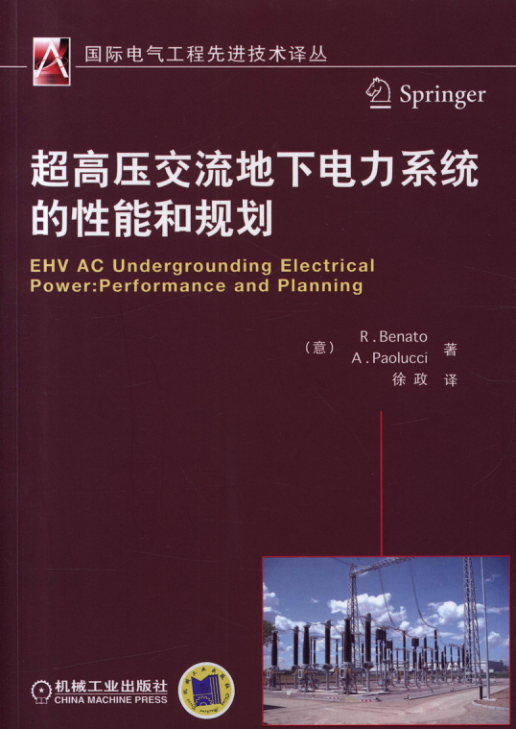 国际电气工程先进技术译丛
Springer
超高压交流地下电力系统
的性能和规划
EHV AC Undergrounding Electrical
Power:Performance and Planning
（意） R.Benato
A.Paolucci 著
徐政 译
机械工业出版社
CHINA MACHINE PRESS